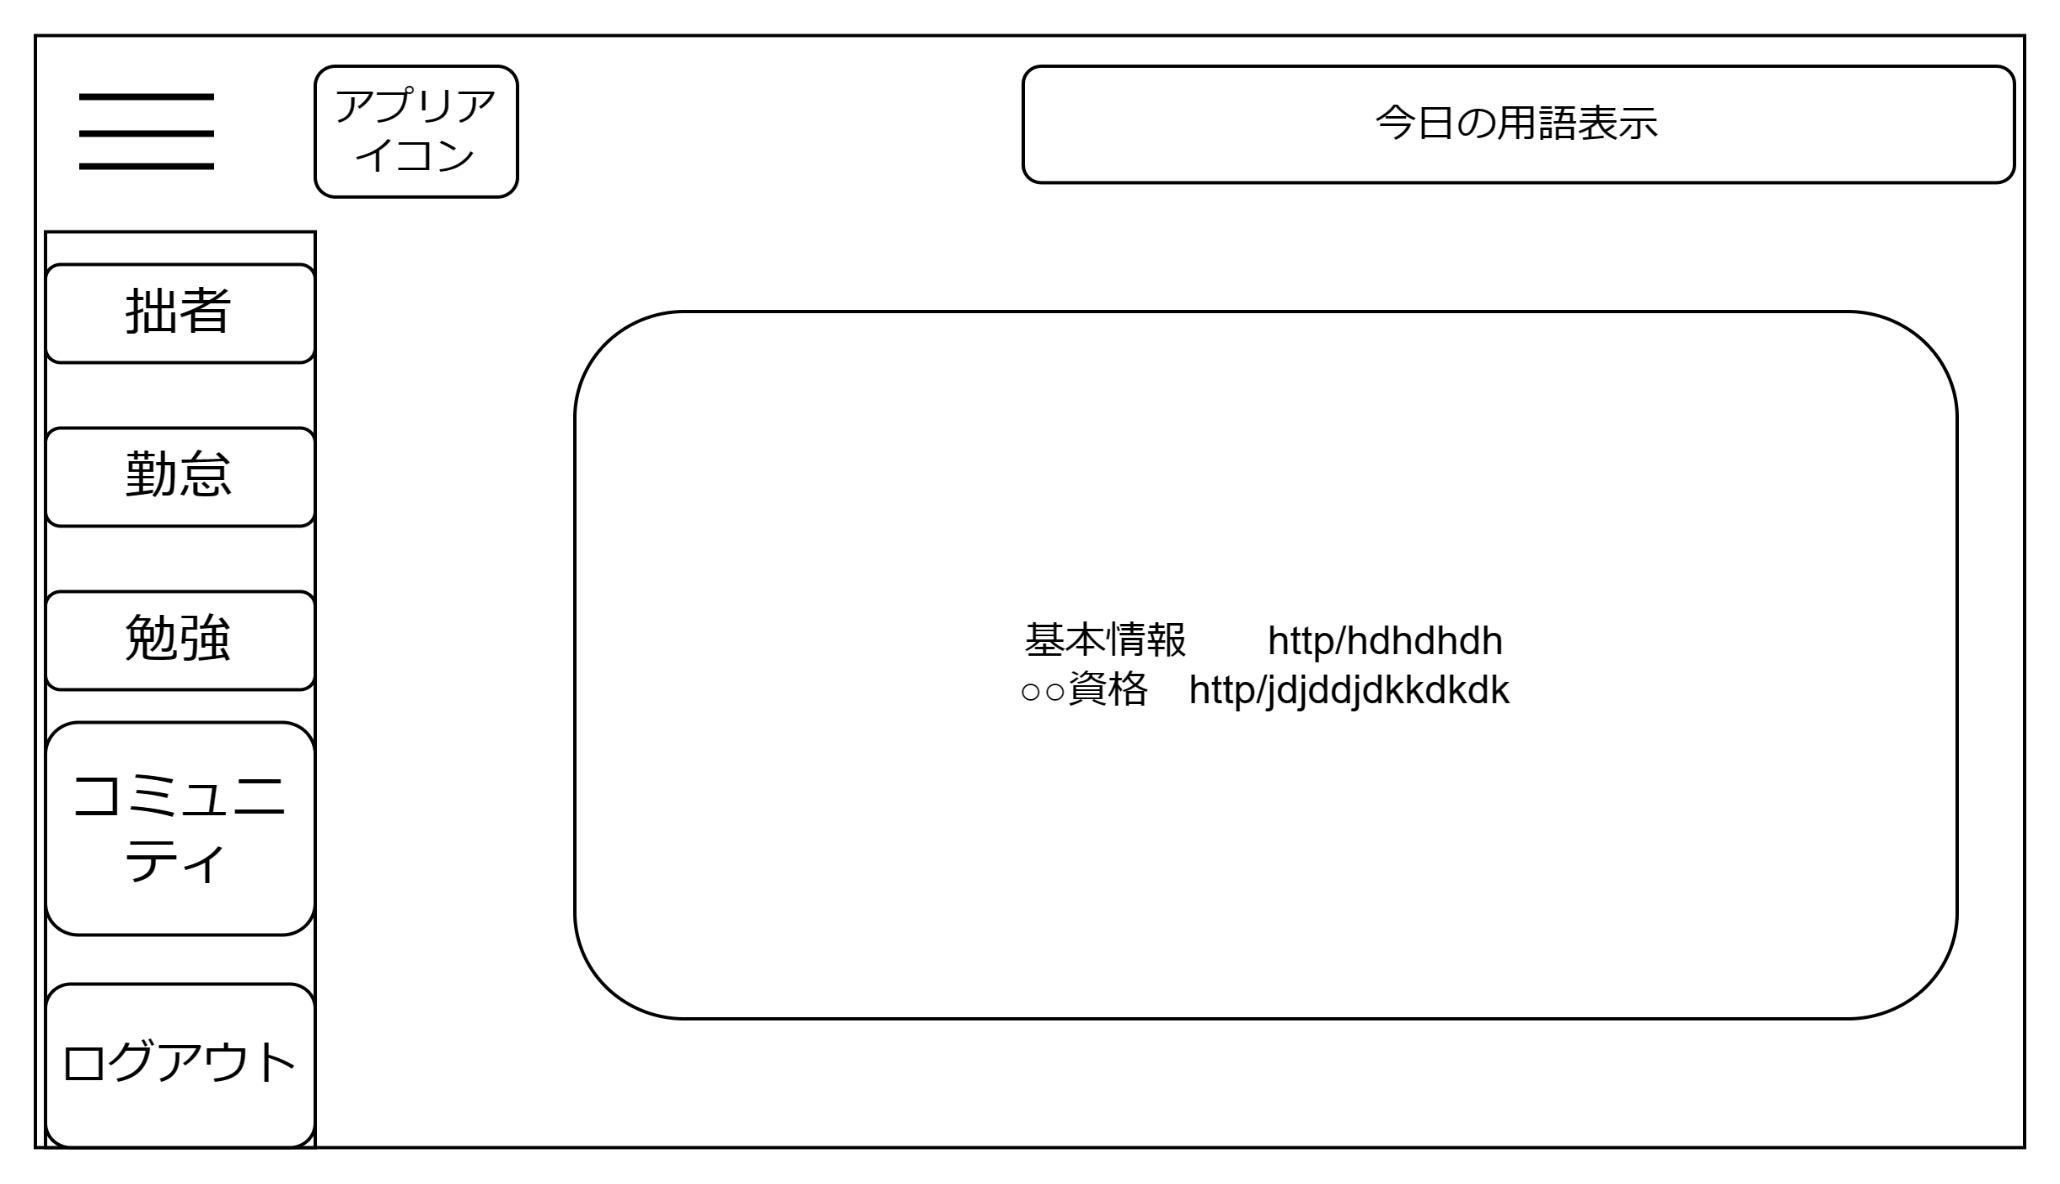 アプリア
イコン
今日の用語表示
拙者
勤怠
勉強
コミュニ
ティ
ログアウト
基本情報　　http/hdhdhdh
○○資格　http/jdjddjdkkdkdk